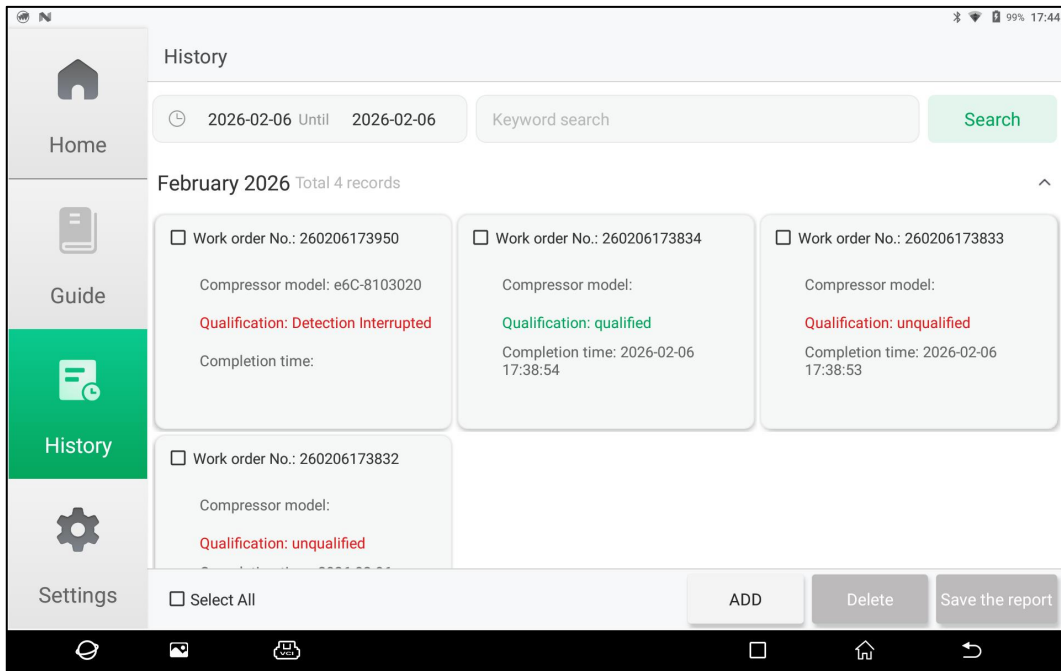 99% 17:44
History
2026-02-06 Until 2026-02-06
Keyword search
Search
Home
February 2026 Total 4 records
Work order No.: 260206173950
Compressor model: e6C-8103020
Qualification: Detection Interrupted
Completion time:
Work order No.: 260206173834
Compressor model:
Qualification: qualified
Completion time: 2026-02-06
17:38:54
Work order No.: 260206173833
Compressor model:
Qualification: unqualified
Completion time: 2026-02-06
17:38:53
Guide
History
Work order No.: 260206173832
Compressor model:
Qualification: unqualified
Settings
Select All
ADD
Delete
Save the report
VCI